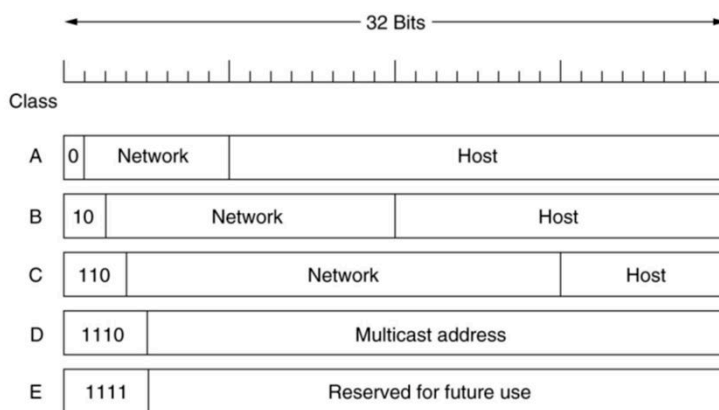 32 Bits
Class
A 0 Network Host
B 10 Network Host
C 110 Network Host
D 1110 Multicast address
E 1111 Reserved for future use